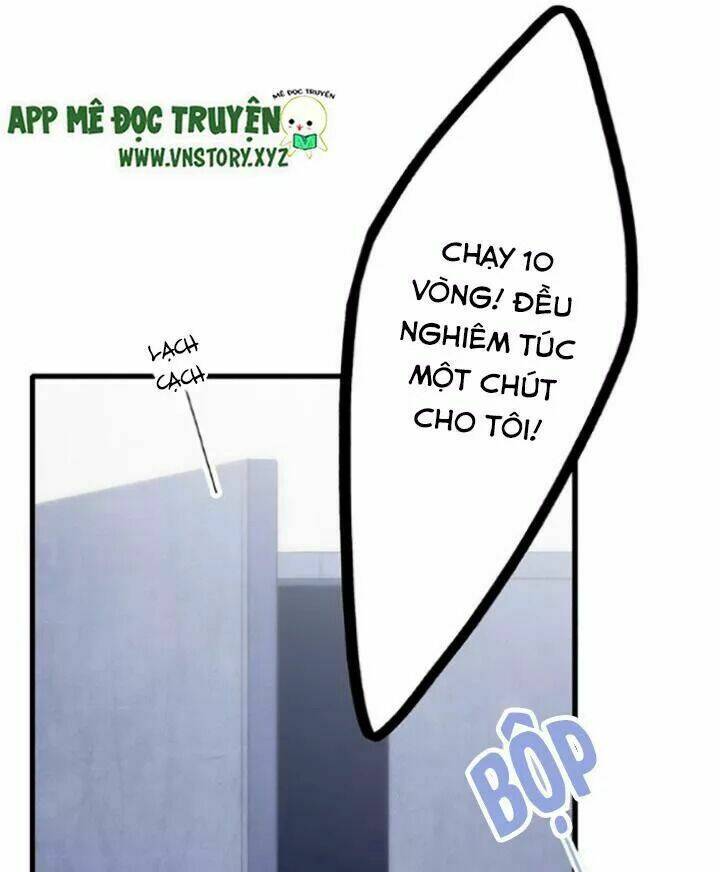 MÊ ĐỌC TRUYỆN
APP MÊ ĐỌC TRUYỆN
WWW.VNSTORY.XYZ
CHẠY 10
VÒNG! ĐỀU
NGHIÊM TÚC
MỘT CHÚT
CHO TÔI!
LẠCH
CẠCH
BỘP